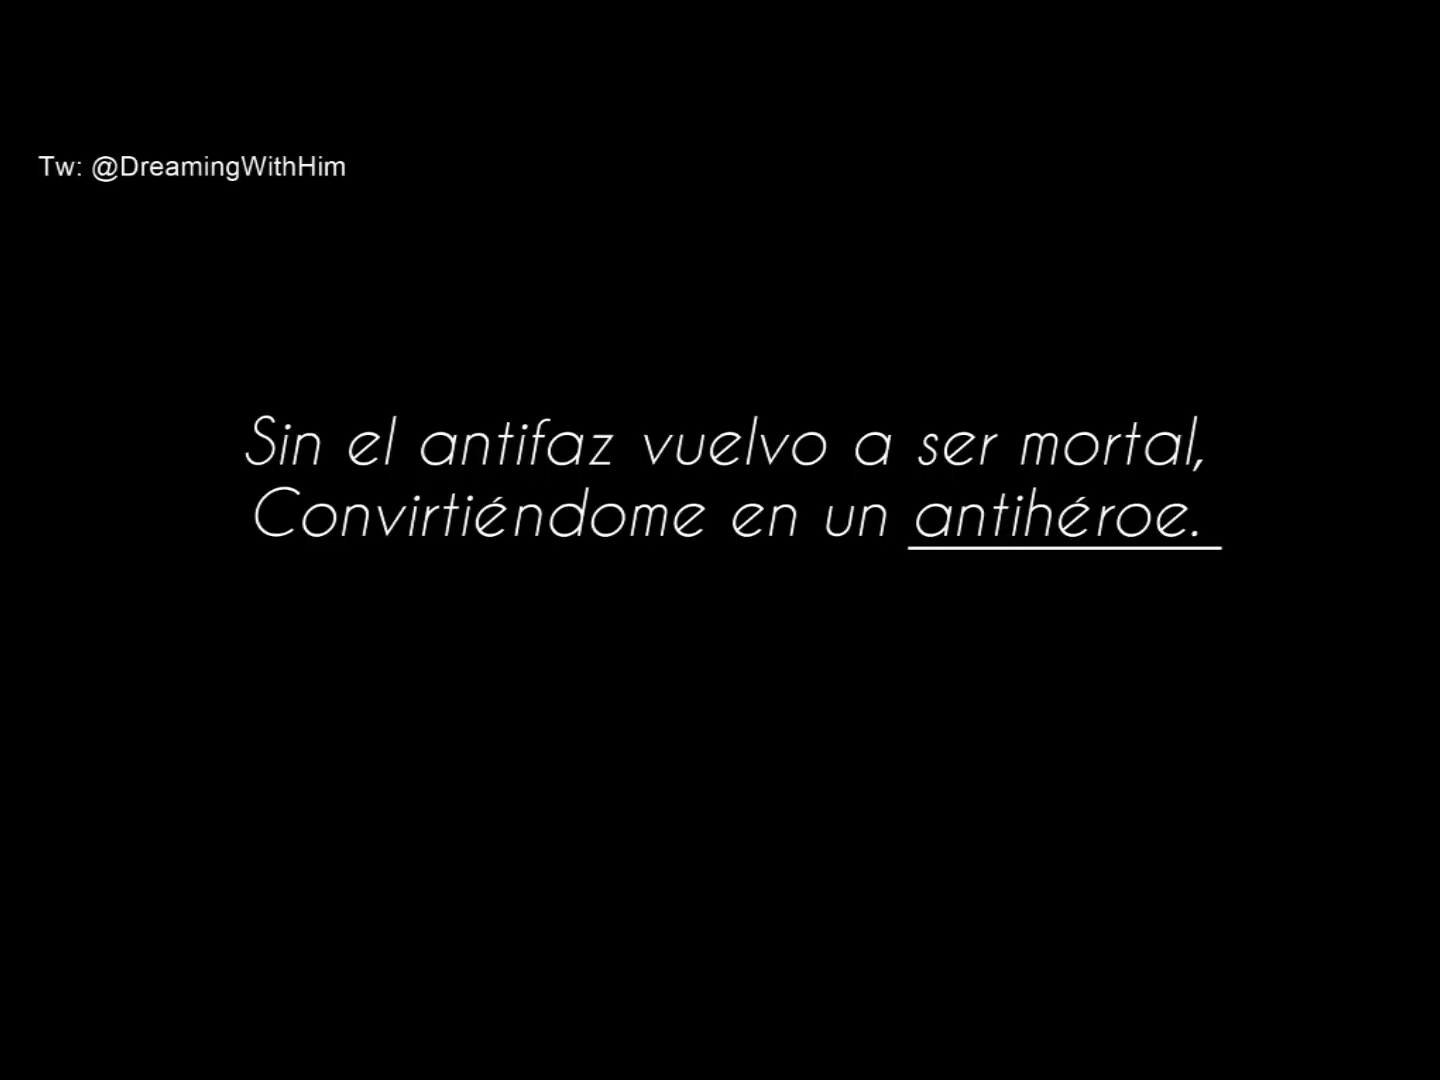 Tw: @DreamingWithHim
Sin el antifaz vuelvo a ser mortal,
Convirtiéndome en un antihéroe.